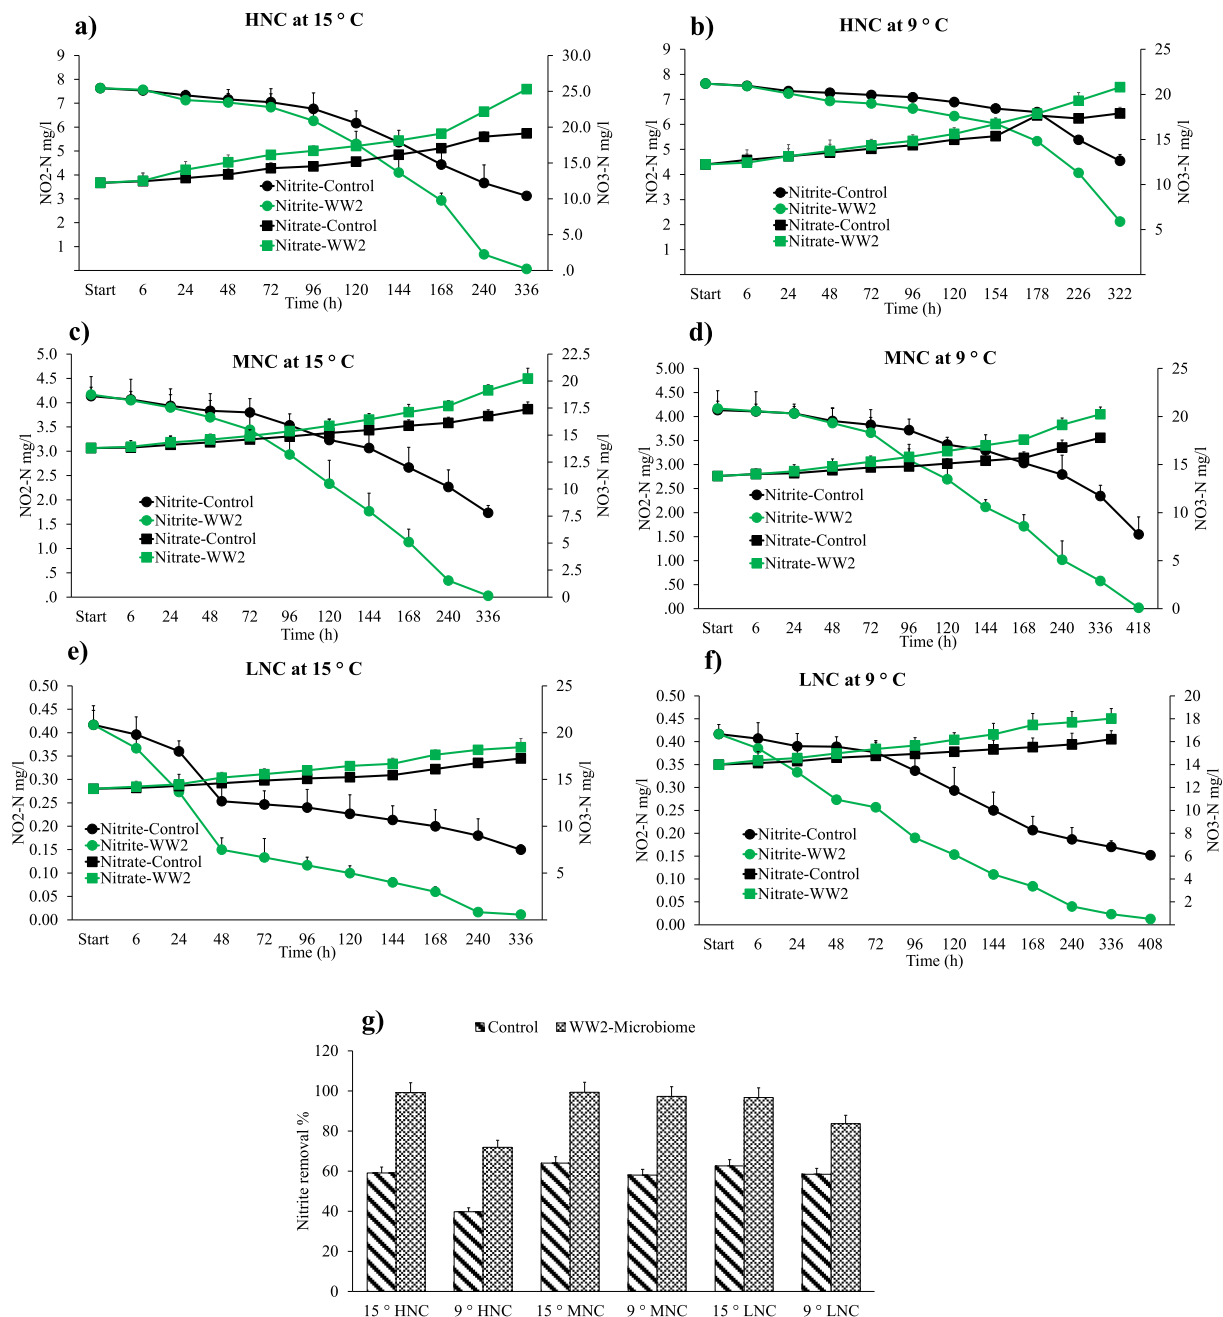 a)
HNC at 15 ° C
9
8
7
6
5
4
3
2
1
NO2-N mg/l
30.0
25.0
20.0
15.0
10.0
5.0
.0
NO3-N mg/l
Nitrite-Control
Nitrite-WW2
Nitrate-Control
Nitrate-WW2
Start 6 24 48 72 96 120 144 168 240 336
Time (h)
b)
HNC at 9 ° C
9
8
7
6
5
4
3
2
1
NO2-N mg/l
25
20
15
10
5
NO3-N mg/l
Nitrite-Control
Nitrite-WW2
Nitrate-Control
Nitrate-WW2
Start 6 24 48 72 96 120 154 178 226 322
Time (h)
c)
MNC at 15 ° C
5.0
4.5
4.0
3.5
3.0
2.5
2.0
1.5
1.0
.5
.0
NO2-N mg/l
22.5
20
17.5
15
12.5
10
7.5
5
2.5
0
NO3-N mg/l
Nitrite-Control
Nitrite-WW2
Nitrate-Control
Nitrate-WW2
Start 6 24 48 72 96 120 144 168 240 336
Time (h)
d)
MNC at 9 ° C
5.00
4.50
4.00
3.50
3.00
2.50
2.00
1.50
1.00
.50
.00
NO2-N mg/l
25
20
15
10
5
0
NO3-N mg/l
Nitrite-Control
Nitrite-WW2
Nitrate-Control
Nitrate-WW2
Start 6 24 48 72 96 120 144 168 240 336 418
Time (h)
e)
LNC at 15 ° C
0.50
0.45
0.40
0.35
0.30
0.25
0.20
0.15
0.10
0.05
0.00
NO2-N mg/l
25
20
15
10
5
NO3-N mg/l
Nitrite-Control
Nitrite-WW2
Nitrate-Control
Nitrate-WW2
Start 6 24 48 72 96 120 144 168 240 336
Time (h)
f)
LNC at 9 ° C
0.50
0.45
0.40
0.35
0.30
0.25
0.20
0.15
0.10
0.05
0.00
NO2-N mg/l
20
18
16
14
12
10
8
6
4
2
NO3-N mg/l
Nitrite-Control
Nitrite-WW2
Nitrate-Control
Nitrate-WW2
Start 6 24 48 72 96 120 144 168 240 336 408
Time (h)
g)
Control WW2-Microbiome
120
100
80
60
40
20
0
Nitrite removal %
15 ° HNC 9 ° HNC 15 ° MNC 9 ° MNC 15 ° LNC 9 ° LNC